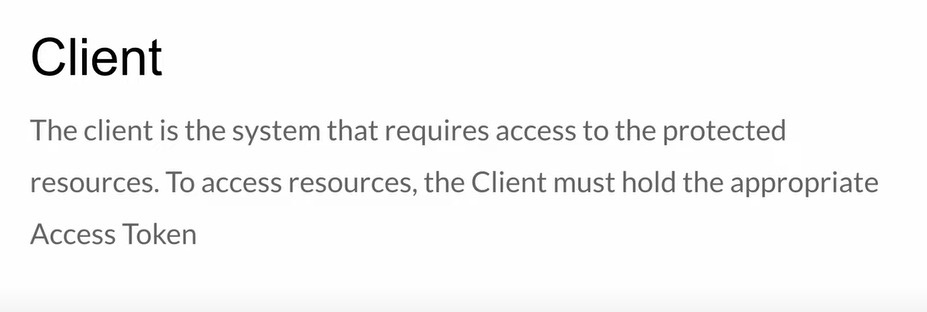 Client
The client is the system that requires access to the protected
resources. To access resources, the Client must hold the appropriate
Access Token